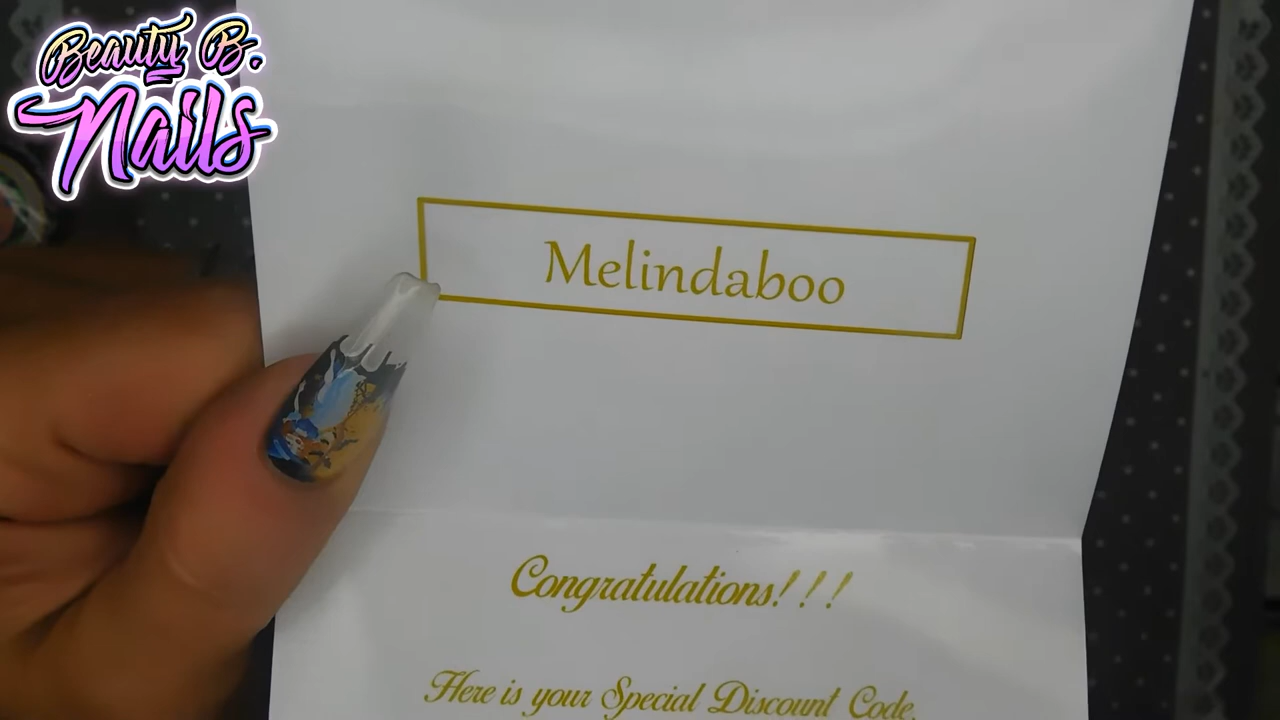 Beauty B.
Nails
Melindaboo
Congratulations! ! !
Here is your Special Discount Code.